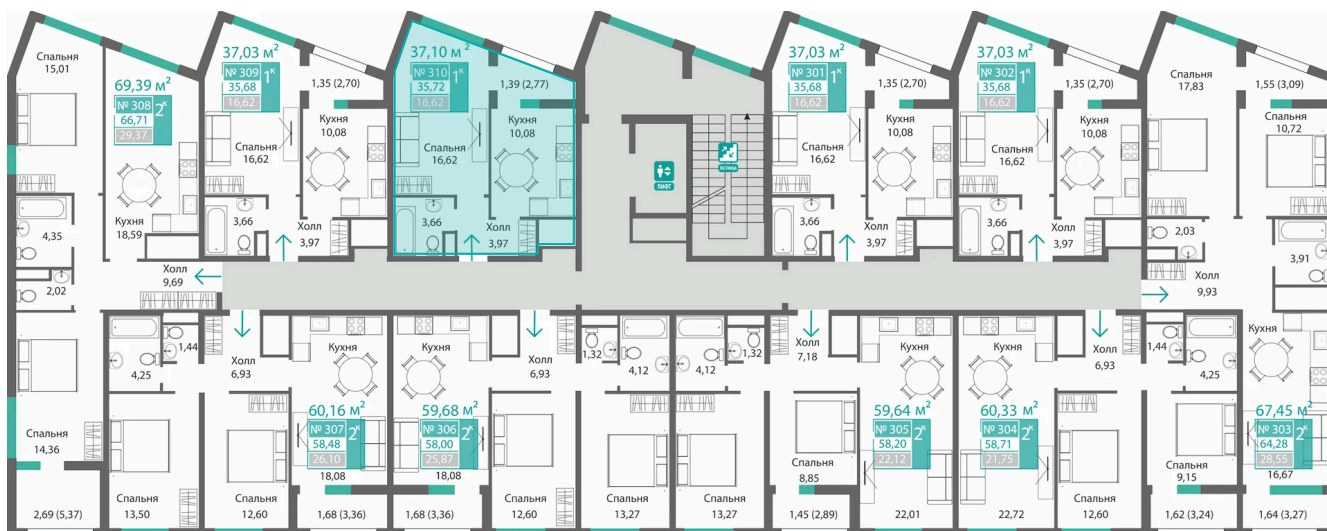 Спальня
15,01
69,39 м²
№ 308
66,71
29,37
2ᴷ
Кухня
18,59
4,35
2,02
Холл
9,69
Спальня
14,36
2,69 (5,37)
37,03 м²
№ 309
35,68
16,62
1ᴷ
1,35 (2,70)
Кухня
10,08
Спальня
16,62
3,66
Холл
3,97
37,10 м²
№ 310
35,72
16,62
1ᴷ
1,39 (2,77)
Кухня
10,08
Спальня
16,62
3,66
Холл
3,97
ЛИФТ
ЛЕСТНИЦА
37,03 м²
№ 301
35,68
16,62
1ᴷ
1,35 (2,70)
Кухня
10,08
Спальня
16,62
3,66
Холл
3,97
37,03 м²
№ 302
35,68
16,62
1ᴷ
1,35 (2,70)
Кухня
10,08
Спальня
16,62
3,66
Холл
3,97
Спальня
17,83
1,55 (3,09)
Спальня
10,72
2,03
3,91
Холл
9,93
1,44
4,25
Холл
6,93
Кухня
60,16 м²
№ 307
58,48
26,10
2ᴷ
18,08
Спальня
13,50
Спальня
12,60
1,68 (3,36)
Кухня
59,68 м²
№ 306
58,00
25,87
2ᴷ
18,08
Холл
6,93
1,32
4,12
1,68 (3,36)
Спальня
12,60
Спальня
13,27
4,12
1,32
Холл
7,18
Кухня
59,64 м²
№ 305
58,20
22,12
2ᴷ
Спальня
13,27
Спальня
8,85
1,45 (2,89)
22,01
Кухня
60,33 м²
№ 304
58,71
21,75
2ᴷ
22,72
Холл
6,93
1,44
4,25
Спальня
12,60
Спальня
9,15
1,62 (3,24)
Кухня
67,45 м²
№ 303
64,28
28,55
2ᴷ
16,67
1,64 (3,27)